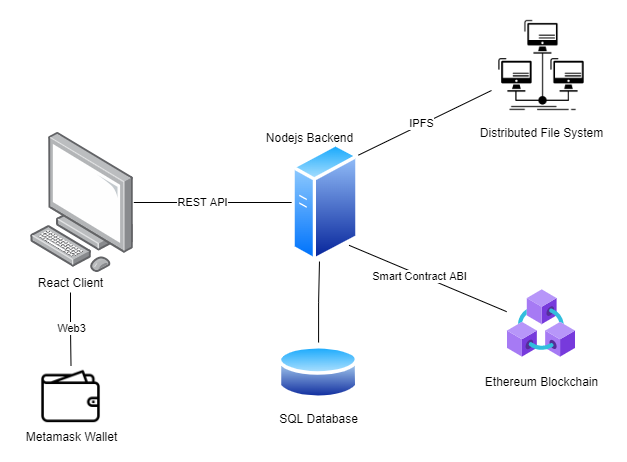 IPFS
Distributed File System
Nodejs Backend
REST API
React Client
Smart Contract ABI
Web3
Ethereum Blockchain
SQL Database
Metamask Wallet